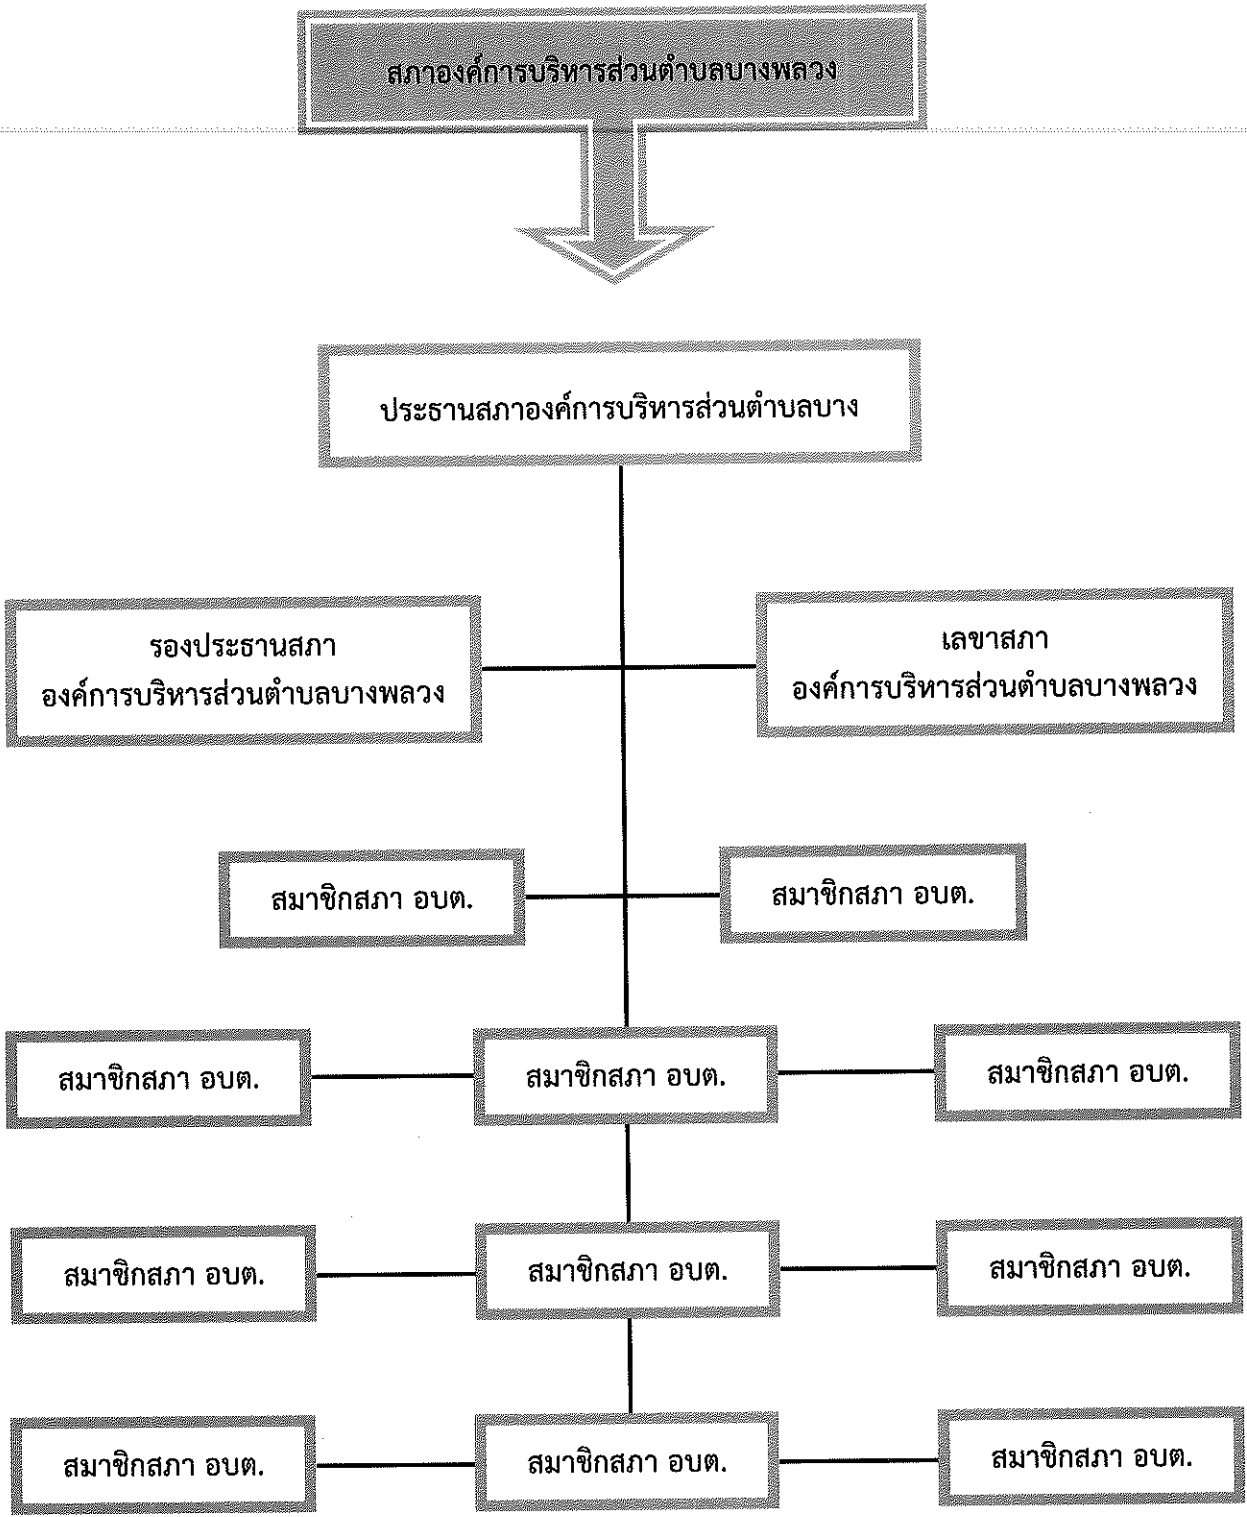 สภาองค์การบริหารส่วนตำบลบางพลวง
ประธานสภาองค์การบริหารส่วนตำบลบาง
รองประธานสภา
องค์การบริหารส่วนตำบลบางพลวง
เลขาสภา
องค์การบริหารส่วนตำบลบางพลวง
สมาชิกสภา อบต.
สมาชิกสภา อบต.
สมาชิกสภา อบต.
สมาชิกสภา อบต.
สมาชิกสภา อบต.
สมาชิกสภา อบต.
สมาชิกสภา อบต.
สมาชิกสภา อบต.
สมาชิกสภา อบต.
สมาชิกสภา อบต.
สมาชิกสภา อบต.